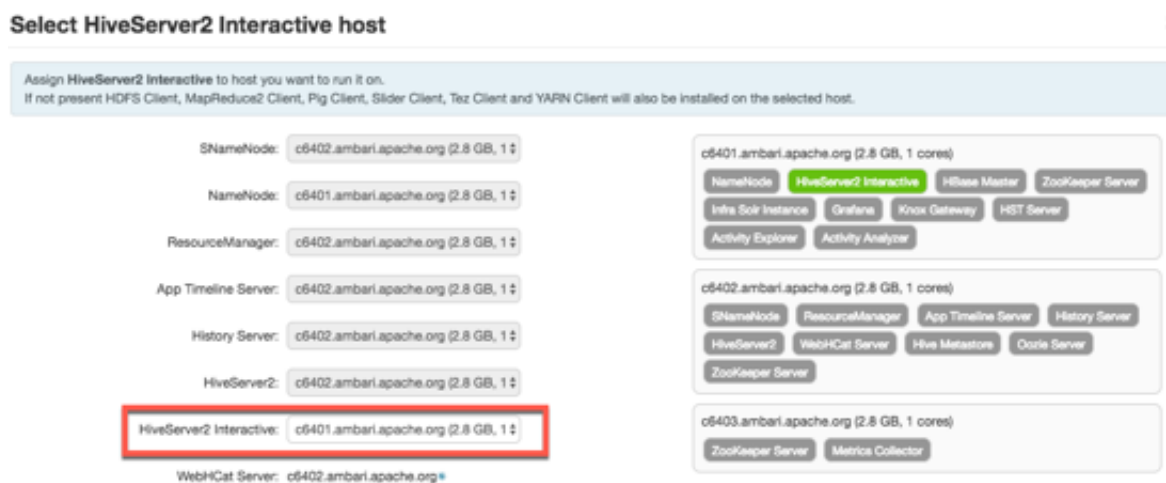 Select HiveServer2 Interactive host
Assign HiveServer2 Interactive to host you want to run it on.
If not present HDFS Client, MapReduce2 Client, Pig Client, Slider Client, Tez Client and YARN Client will also be installed on the selected host.
SNameNode: c6402.ambari.apache.org (2.8 GB, 1
NameNode: c6401.ambari.apache.org (2.8 GB, 1
ResourceManager: c6402.ambari.apache.org (2.8 GB, 1
App Timeline Server: c6402.ambari.apache.org (2.8 GB, 1
History Server: c6402.ambari.apache.org (2.8 GB, 1
HiveServer2: c6402.ambari.apache.org (2.8 GB, 1
HiveServer2 Interactive: c6401.ambari.apache.org (2.8 GB, 1
WebHCat Server: c6402.ambari.apache.org
c6401.ambari.apache.org (2.8 GB, 1 cores)
NameNode HiveServer2 Interactive HBase Master ZooKeeper Server
Infra Solr Instance Grafana Knox Gateway HST Server
Activity Explorer Activity Analyzer
c6402.ambari.apache.org (2.8 GB, 1 cores)
SNameNode ResourceManager App Timeline Server History Server
HiveServer2 WebHCat Server Hive Metastore Oozie Server
ZooKeeper Server
c6403.ambari.apache.org (2.8 GB, 1 cores)
ZooKeeper Server Metrics Collector